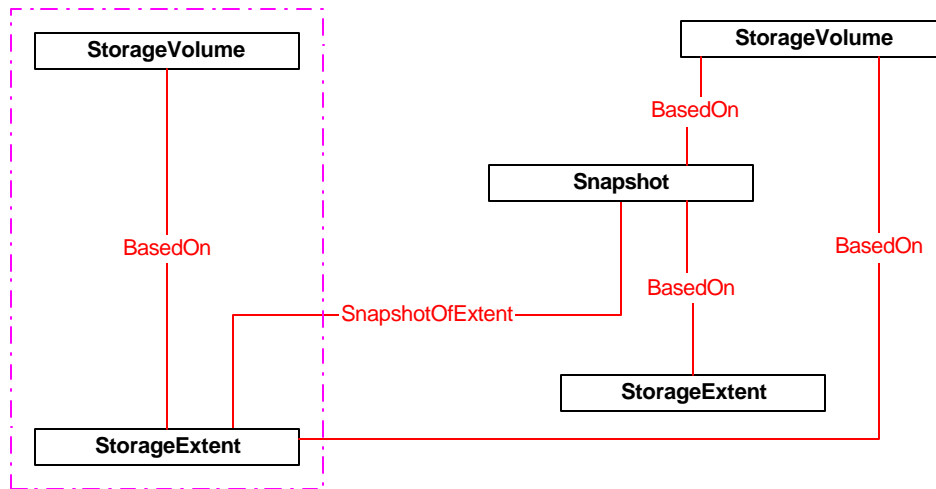 StorageVolume
StorageVolume
BasedOn
Snapshot
BasedOn
BasedOn
BasedOn
SnapshotOfExtent
StorageExtent
StorageExtent